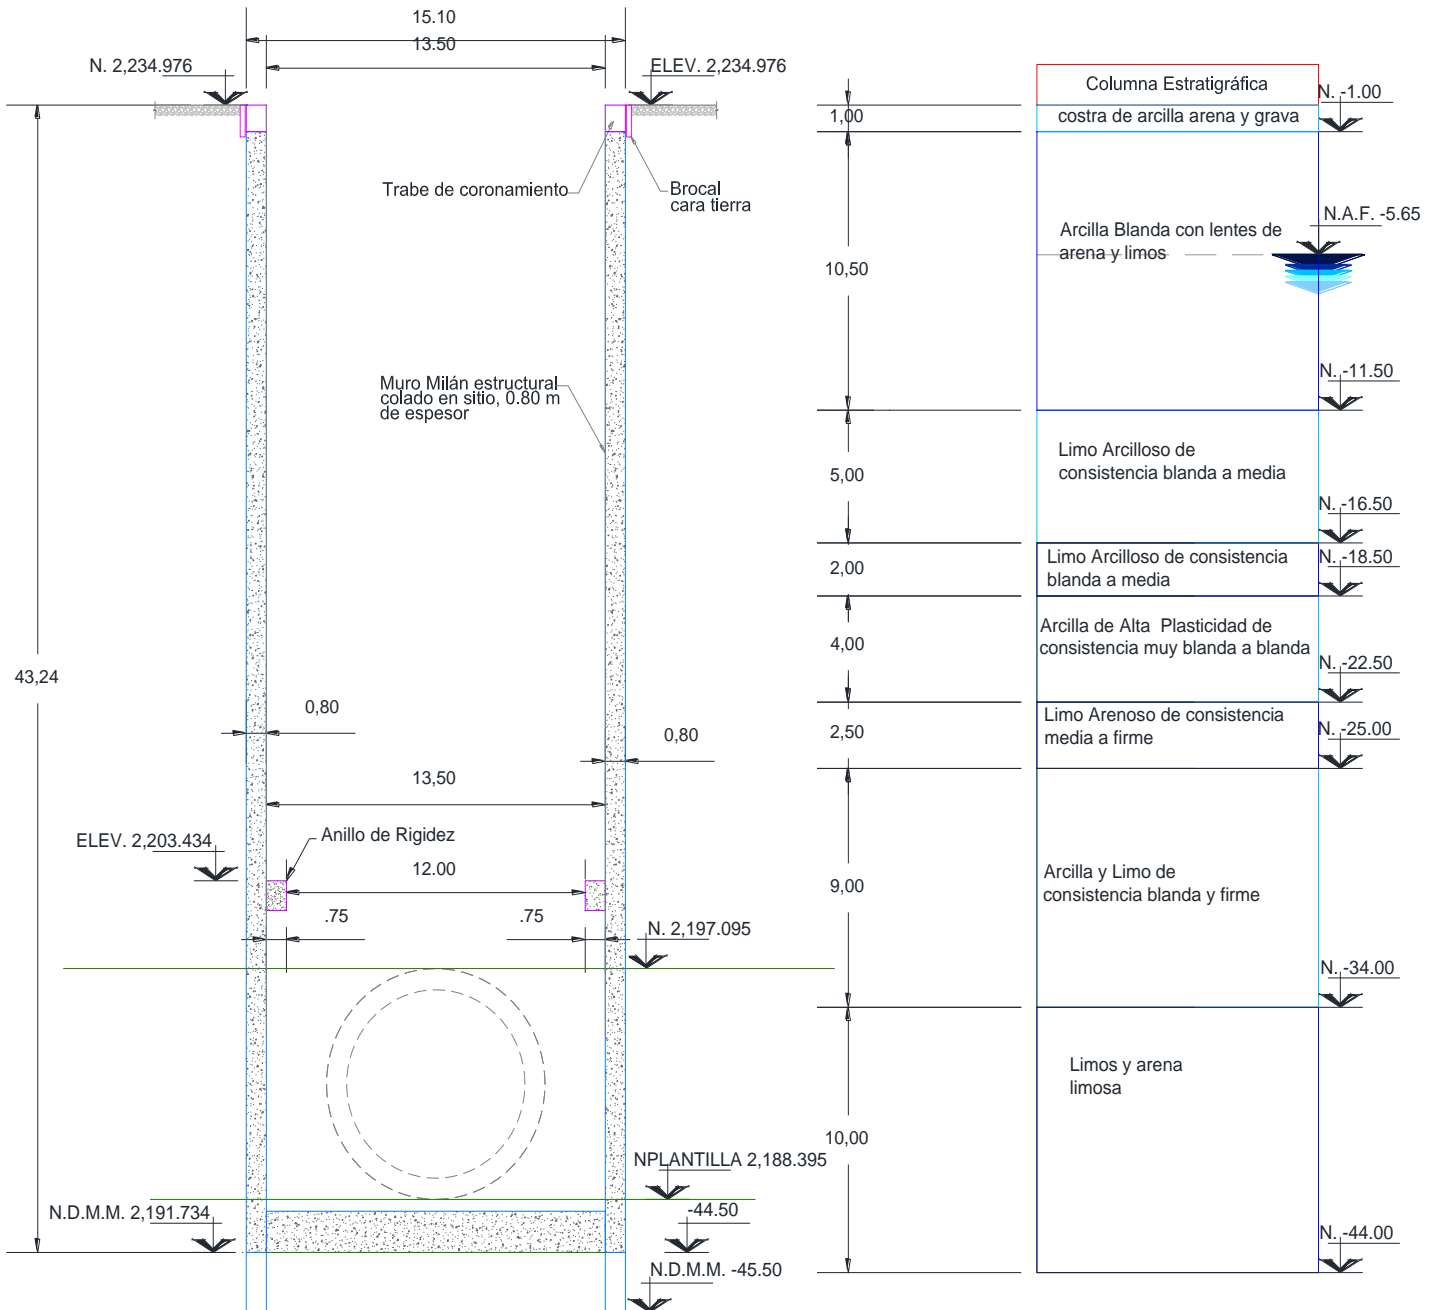 15.10
13.50
N. 2,234.976
ELEV. 2,234.976
Trabe de coronamiento
Brocal
cara tierra
Muro Milán estructural
colado en sitio, 0.80 m
de espesor
43,24
0,80
0,80
13,50
ELEV. 2,203.434
Anillo de Rigidez
12.00
.75
.75
N. 2,197.095
NPLANTILLA 2,188.395
N.D.M.M. 2,191.734
-44.50
N.D.M.M. -45.50
Columna Estratigráfica
N. -1.00
1,00
costra de arcilla arena y grava
N.A.F. -5.65
Arcilla Blanda con lentes de
arena y limos
10,50
N. -11.50
Limo Arcilloso de
consistencia blanda a media
5,00
N. -16.50
Limo Arcilloso de consistencia
blanda a media
2,00
N. -18.50
Arcilla de Alta Plasticidad de
consistencia muy blanda a blanda
4,00
N. -22.50
Limo Arenoso de consistencia
media a firme
2,50
N. -25.00
Arcilla y Limo de
consistencia blanda y firme
9,00
N. -34.00
Limos y arena
limosa
10,00
N. -44.00